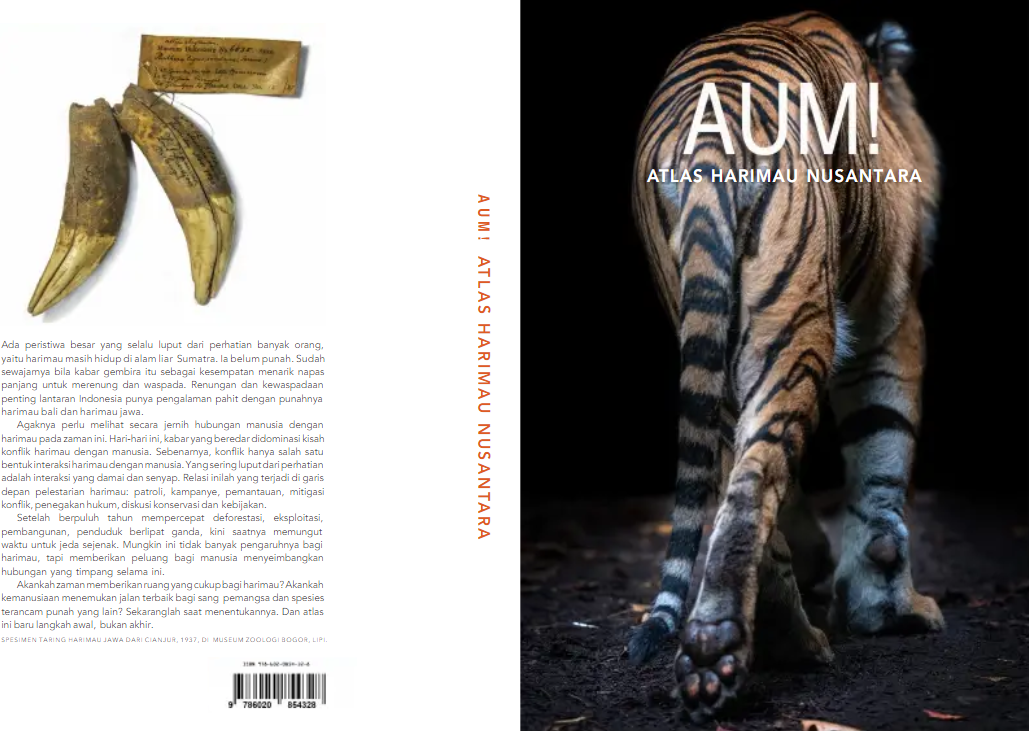 Museum
Ada peristiwa besar yang selalu luput dari perhatian banyak orang,
yaitu harimau masih hidup di alam liar Sumatra. Ia belum punah. Sudah
sewajarnya bila kabar gembira itu sebagai kesempatan menarik napas
panjang untuk merenung dan waspada. Renungan dan kewaspadaan
penting lantaran Indonesia punya pengalaman pahit dengan punahnya
harimau bali dan harimau jawa.
Agaknya perlu melihat secara jernih hubungan manusia dengan
harimau pada zaman ini. Hari-hari ini, kabar yang beredar didominasi kisah
konflik harimau dengan manusia. Sebenarnya, konflik hanya salah satu
bentuk interaksi harimau dengan manusia. Yang sering luput dari perhatian
adalah interaksi yang damai dan senyap. Relasi inilah yang terjadi di garis
depan pelestarian harimau: patroli, kampanye, pemantauan, mitigasi
konflik, penegakan hukum, diskusi konservasi dan kebijakan.
Setelah berpuluh tahun mempercepat deforestasi, eksploitasi,
pembangunan, penduduk berlipat ganda, kini saatnya memungut
waktu untuk jeda sejenak. Mungkin ini tidak banyak pengaruhnya bagi
harimau, tapi memberikan peluang bagi manusia menyeimbangkan
hubungan yang timpang selama ini.
Akankah zaman memberikan ruang yang cukup bagi harimau? Akankah
kemanusiaan menemukan jalan terbaik bagi sang pemangsa dan spesies
terancam punah yang lain? Sekaranglah saat menentukannya. Dan atlas
ini baru langkah awal, bukan akhir.
SPESIMEN TARING HARIMAU JAWA DARI CIANJUR, 1937, DI MUSEUM ZOOLOGI BOGOR, LIPI.
ISBN
9 786020 854328
AUM! ATLAS HARIMAU NUSANTARA
AUM!
ATLAS HARIMAU NUSANTARA